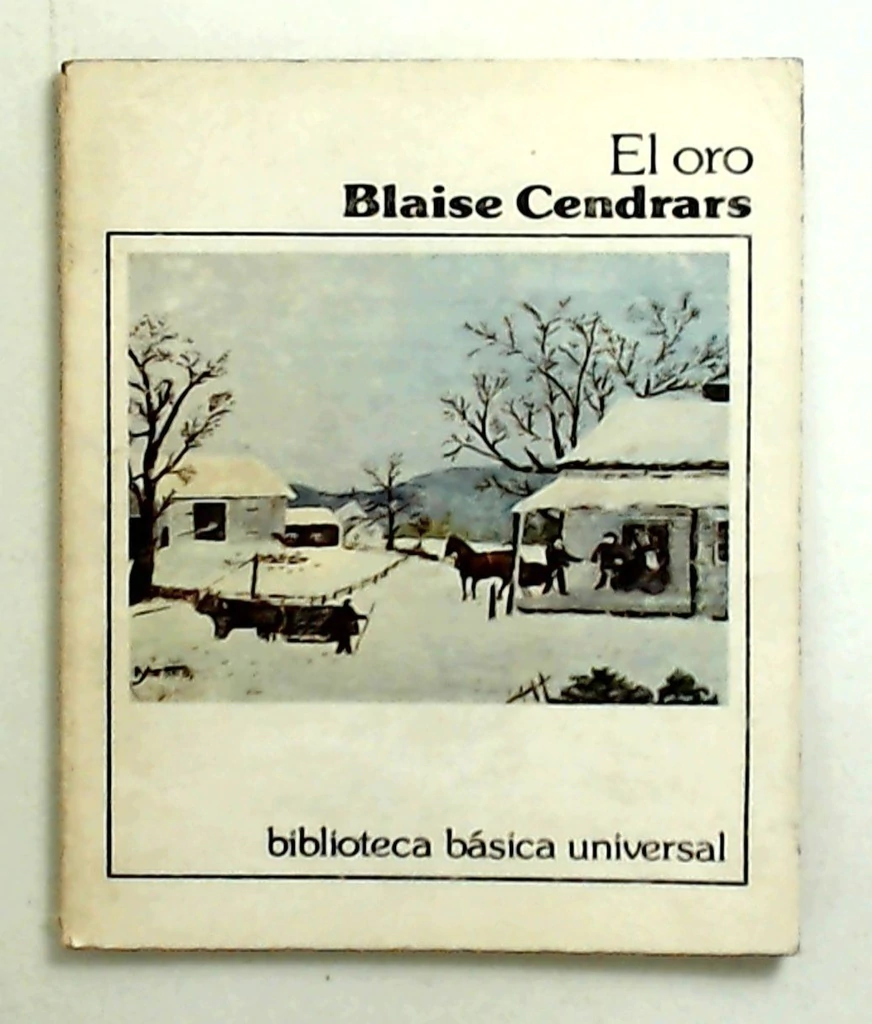 El oro
Blaise Cendrars
biblioteca básica universal